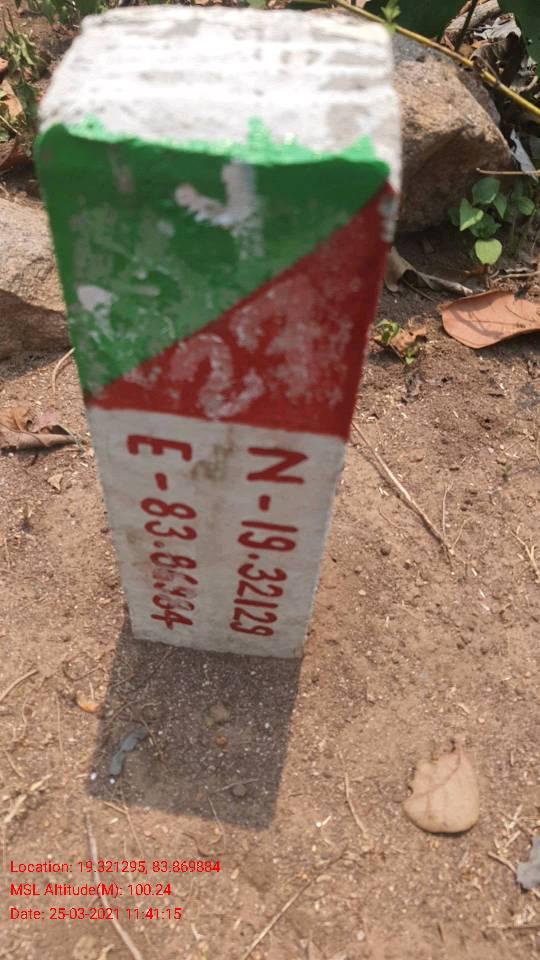 N-19.32129
Location: 19.321295, 83.869884
MSL Altitude(M): 100.24
Date: 25-03-2021 11:41:15